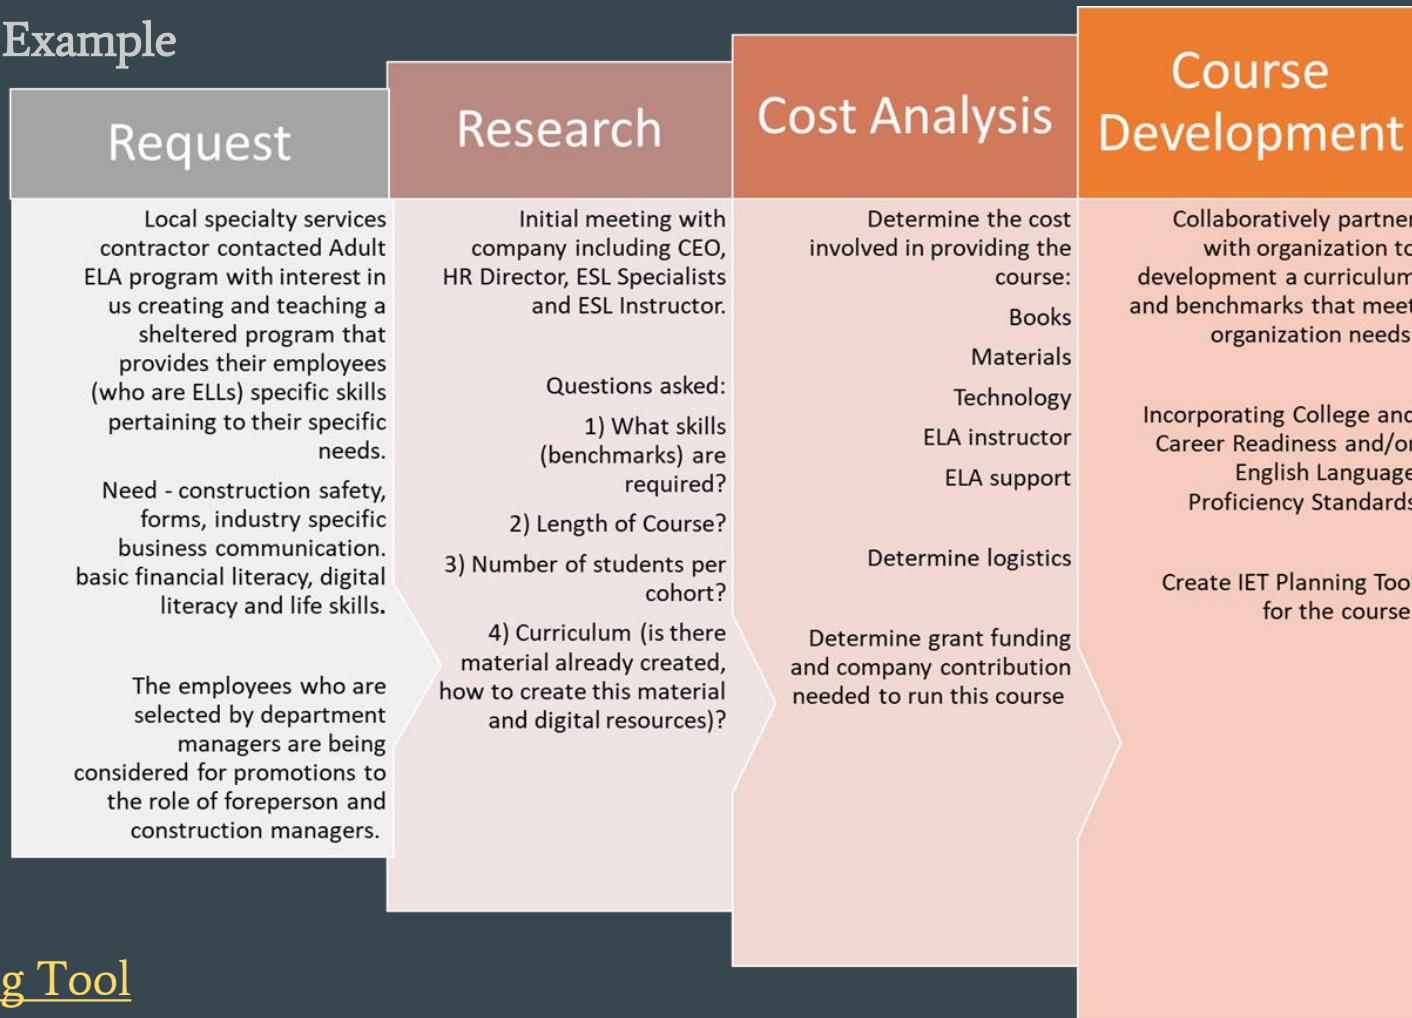 Example
Request
Local specialty services
contractor contacted Adult
ELA program with interest in
us creating and teaching a
sheltered program that
provides their employees
(who are ELLs) specific skills
pertaining to their specific
needs.
Need - construction safety,
forms, industry specific
business communication.
basic financial literacy, digital
literacy and life skills.
The employees who are
selected by department
managers are being
considered for promotions to
the role of foreperson and
construction managers.
Research
Initial meeting with
company including CEO,
HR Director, ESL Specialists
and ESL Instructor.
Questions asked:
1) What skills
(benchmarks) are
required?
2) Length of Course?
3) Number of students per
cohort?
4) Curriculum (is there
material already created,
how to create this material
and digital resources)?
Cost Analysis
Determine the cost
involved in providing the
course:
Books
Materials
Technology
ELA instructor
ELA support
Determine logistics
Determine grant funding
and company contribution
needed to run this course
Course
Development
Collaboratively partner
with organization to
development a curriculum
and benchmarks that meet
organization needs
Incorporating College and
Career Readiness and/or
English Language
Proficiency Standards
Create IET Planning Tool
for the course
g Tool